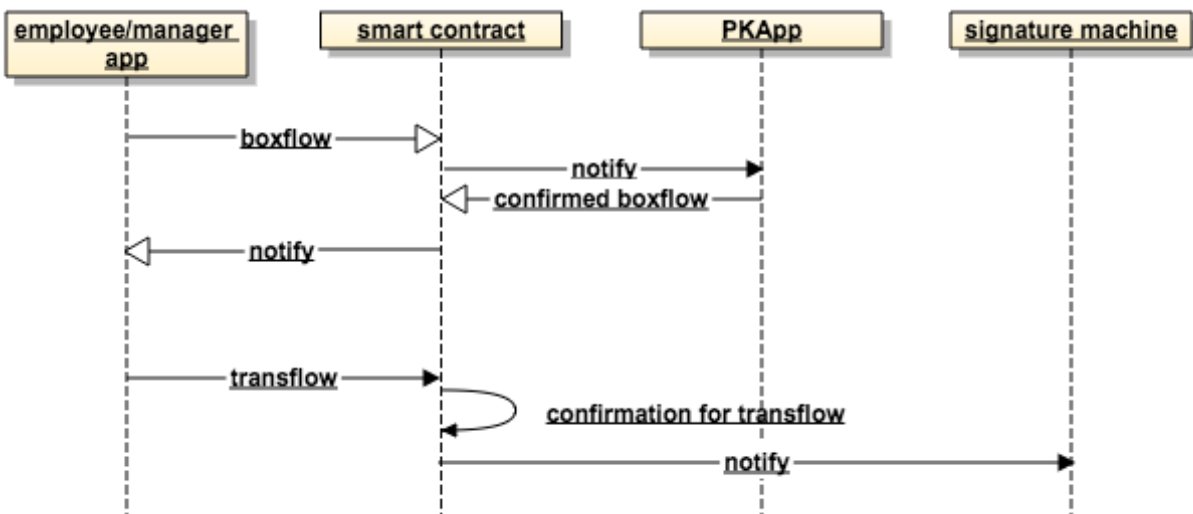 employee/manager
app
smart contract
PKApp
signature machine
boxflow
notify
confirmed boxflow
notify
transflow
confirmation for transflow
notify